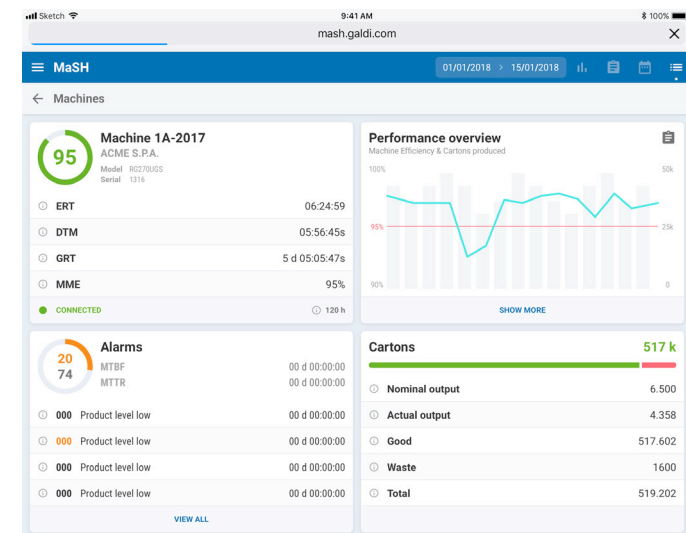 Sketch 9:41 AM 100%
mash.galdi.com
MaSH 01/01/2018 > 15/01/2018
Machines
95
Machine 1A-2017
ACME S.P.A.
Model RG270UGS
Serial 1316
ERT 06:24:59
DTM 05:56:45s
GRT 5 d 05:05:47s
MME 95%
CONNECTED 120 h
Performance overview
Machine Efficiency & Cartons produced
100% 50k
95% 25k
90% 0
SHOW MORE
20
74
Alarms
MTBF 00 d 00:00:00
MTTR 00 d 00:00:00
000 Product level low 00 d 00:00:00
000 Product level low 00 d 00:00:00
000 Product level low 00 d 00:00:00
000 Product level low 00 d 00:00:00
VIEW ALL
Cartons 517 k
Nominal output 6.500
Actual output 4.358
Good 517.602
Waste 1600
Total 519.202